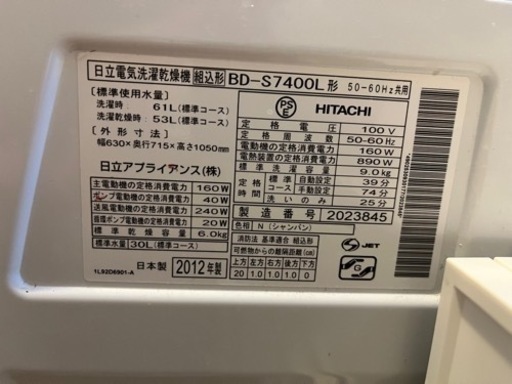 日立電気洗濯乾燥機 組込形 BD-S7400L形 50-60Hz共用
[標準使用水量]
洗濯時: 61L(標準コース)
洗濯乾燥時: 53L(標準コース)
[外形寸法]
幅630×奥行715×高さ1050mm
日立アプライアンス(株)
主電動機の定格消費電力 160W
ポンプ電動機の定格消費電力 40W
送風電動機の定格消費電力 240W
循環ポンプ電動機の定格消費電力 20W
標準乾燥容量 6.0kg
標準水量 30L(標準コース)
日本製 2012年製
1L92D6901-A
PSE
HITACHI
定格電圧 100V
定格周波数 50-60Hz
電動機の定格消費電力 160W
電熱装置の定格消費電力 890W
標準洗濯容量 9.0kg
定格時間 標準 自動設定 39分
標準 手動設定 74分
洗いのみ 25分
製造番号 2023845
色相 N(シャンパン)
消防法 基準適合 組込形
可燃物からの離隔距離(cm)
上方 左方 右方 前方 後方 下方
20 1.0 1.0 1.0 0
S JET
G